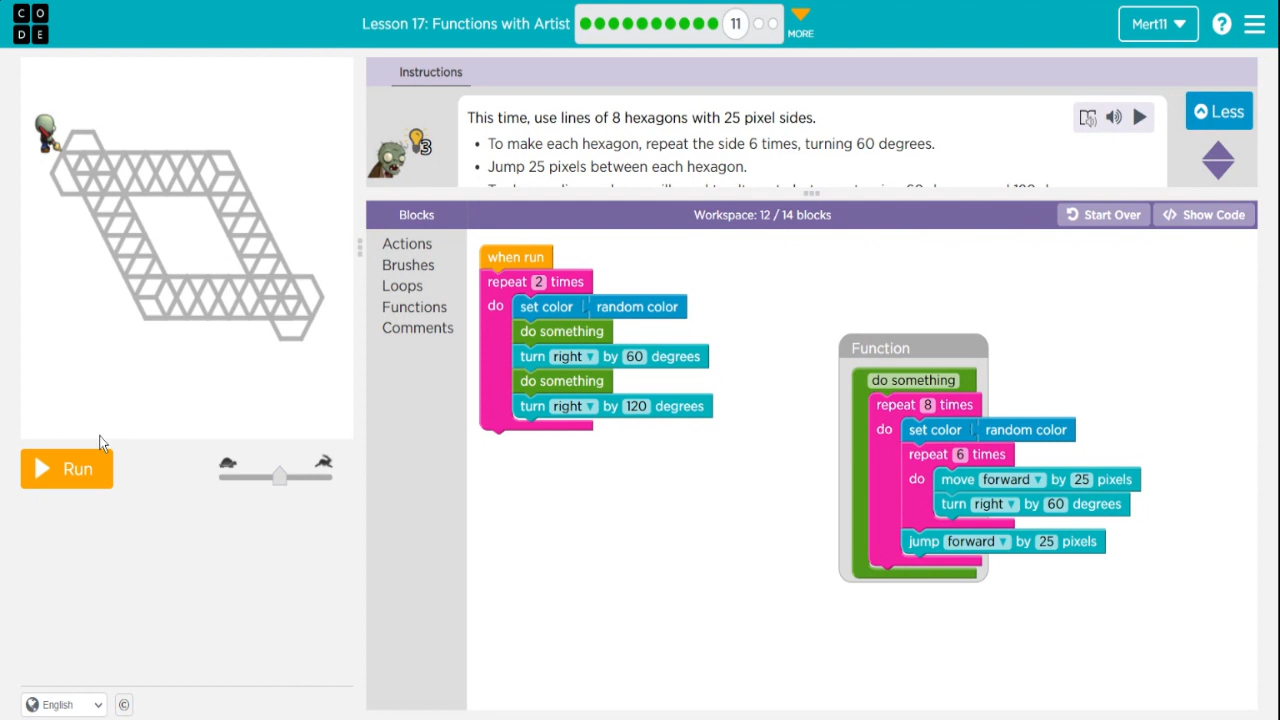 C O
D E
Lesson 17: Functions with Artist
11
MORE
Mert11
?
Instructions
3
This time, use lines of 8 hexagons with 25 pixel sides.
• To make each hexagon, repeat the side 6 times, turning 60 degrees.
• Jump 25 pixels between each hexagon.
Less
Blocks
Workspace: 12 / 14 blocks
Start Over
</> Show Code
Actions
Brushes
Loops
Functions
Comments
when run
repeat 2 times
do set color random color
do something
turn right by 60 degrees
do something
turn right by 120 degrees
Function
do something
repeat 8 times
do set color random color
repeat 6 times
do move forward by 25 pixels
turn right by 60 degrees
jump forward by 25 pixels
Run
English
©